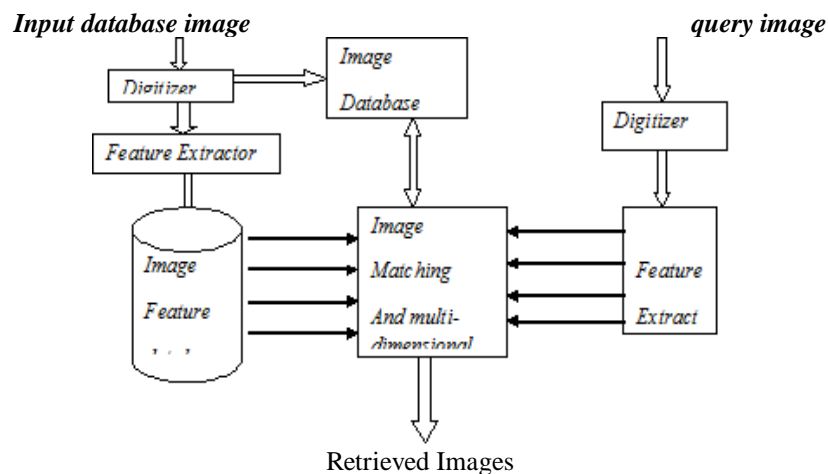 Input database image
query image
Image
Database
Digitizer
Digitizer
Feature Extractor
Image
Feature
Image
Matching
And multi-
dimensional
Feature
Extract
Retrieved Images